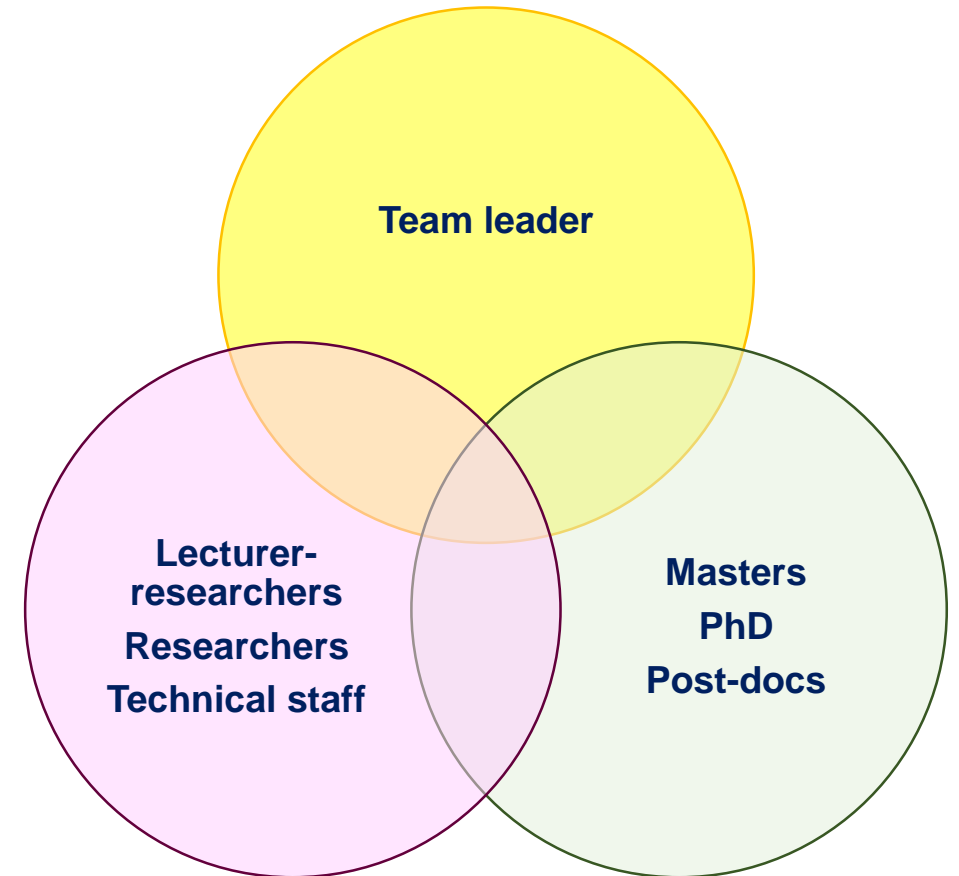 Team leader
Lecturer-
researchers
Researchers
Technical staff
Masters
PhD
Post-docs